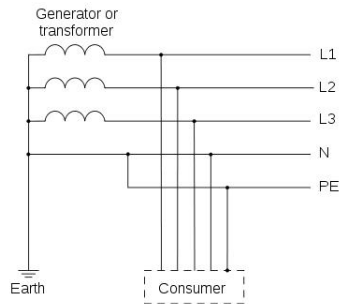 Generator or
transformer
L1
L2
L3
N
PE
Earth
Consumer